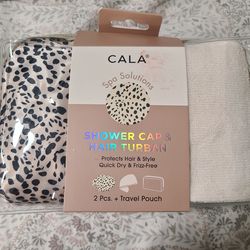 CALA
Spa Solutions
SHOWER CAP &
HAIR TURBAN
Protects Hair & Style
Quick Dry & Frizz-Free
2 Pcs. + Travel Pouch